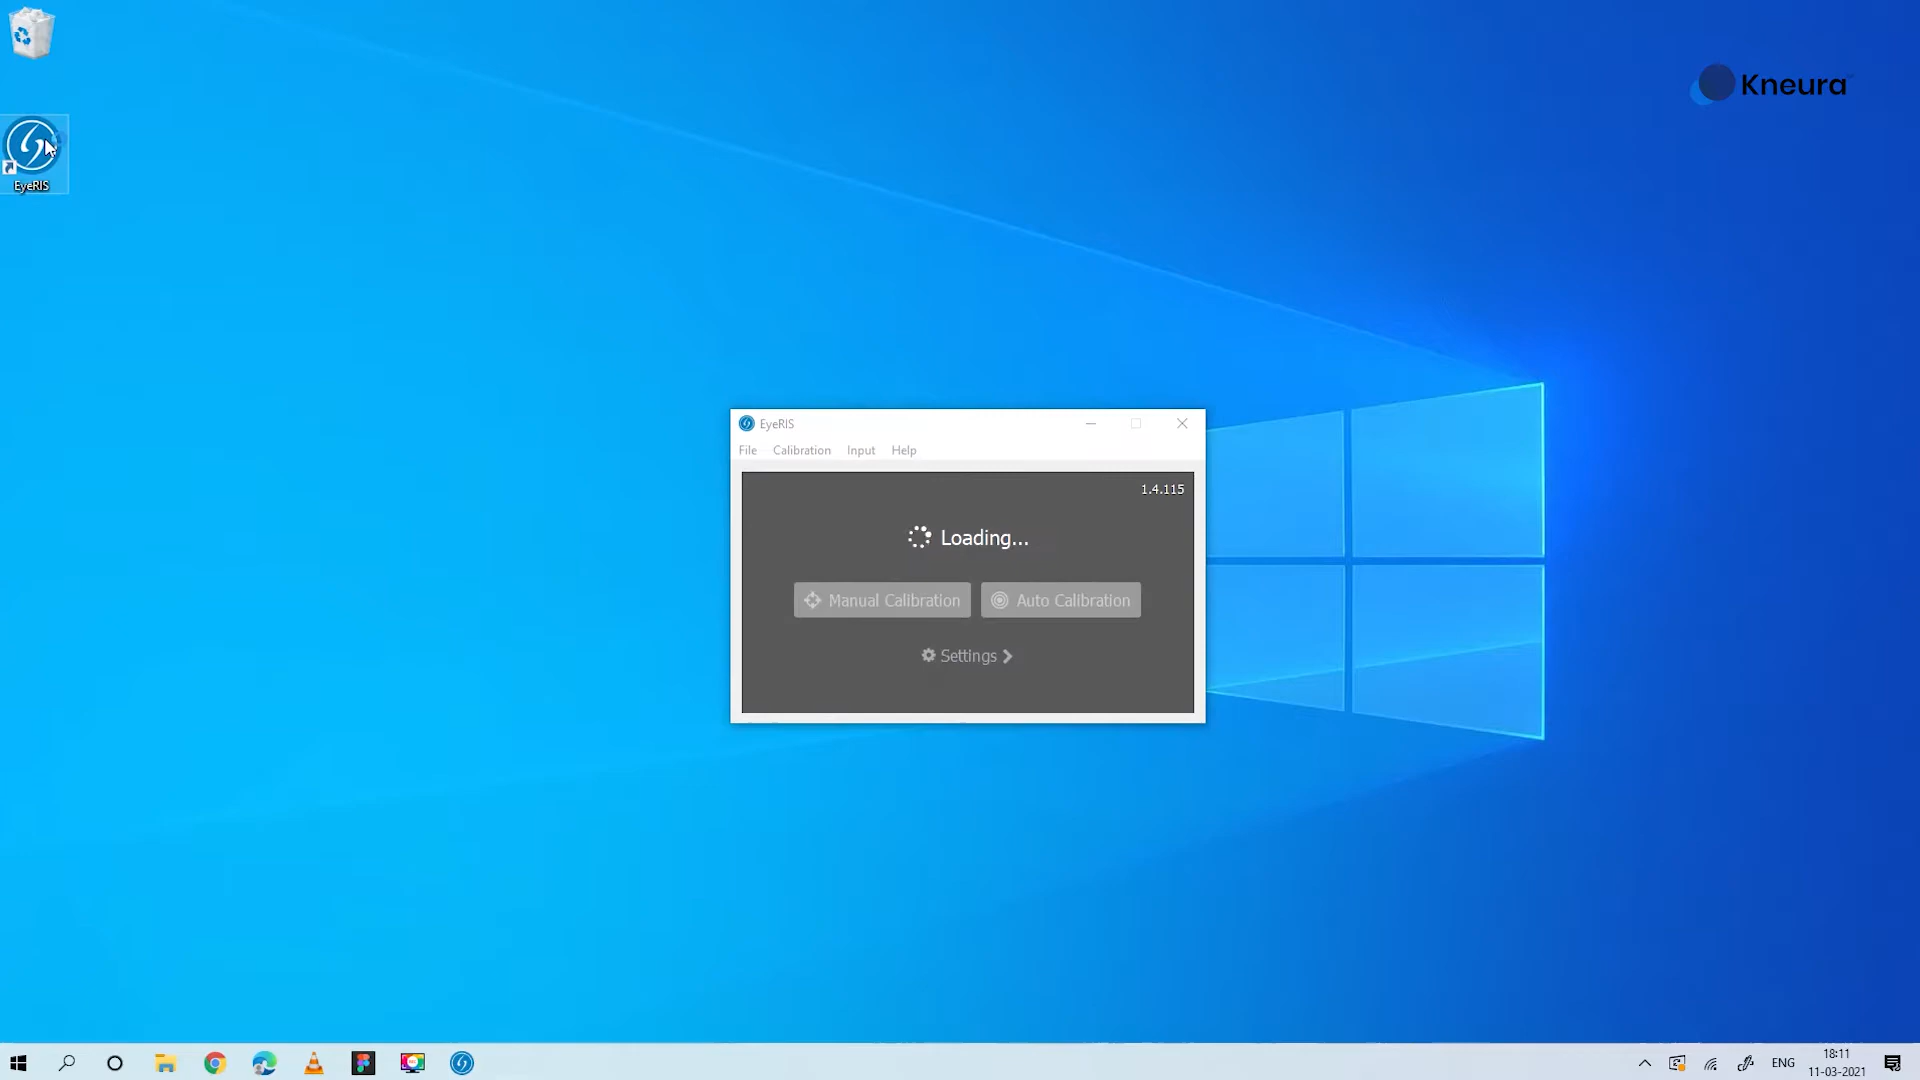 Kneura
EyeRIS
EyeRIS
File Calibration Input Help
1.4.115
Loading...
Manual Calibration Auto Calibration
Settings
ENG
18:11
11-03-2021